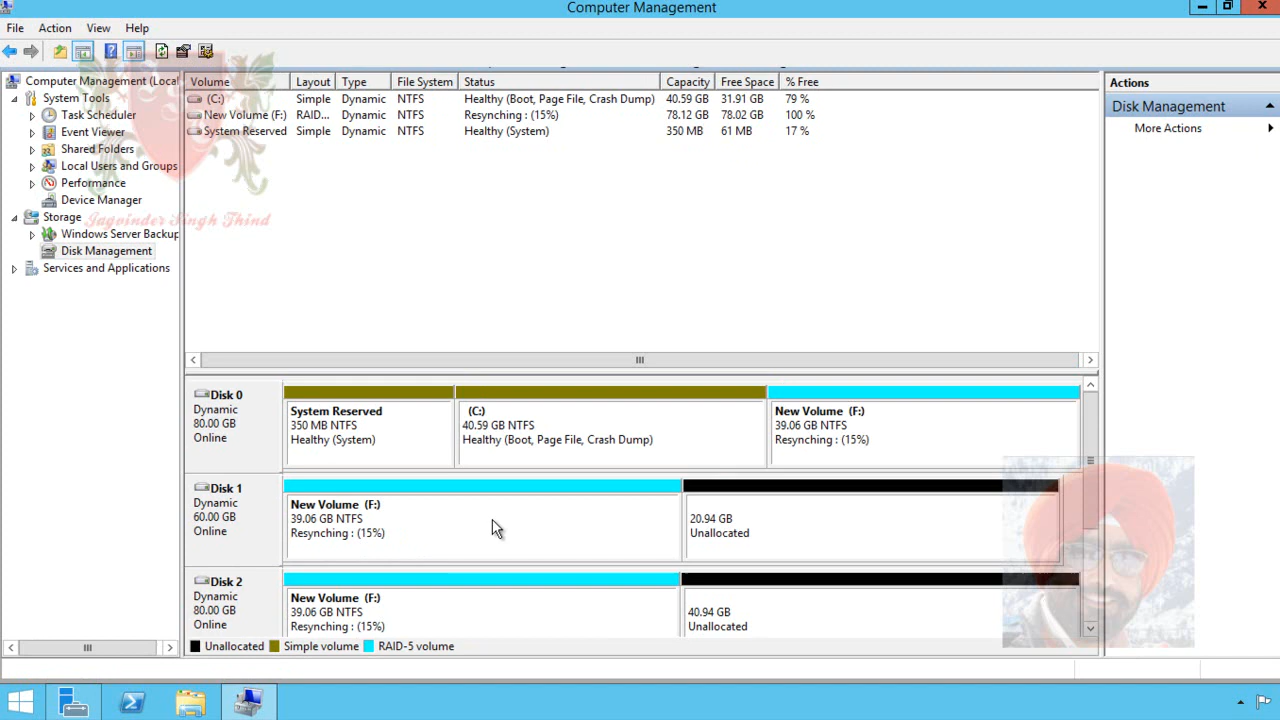 Computer Management
File Action View Help
Computer Management (Local
System Tools
Task Scheduler
Event Viewer
Shared Folders
Local Users and Groups
Performance
Device Manager
Storage
Windows Server Backup
Disk Management
Services and Applications
Jagvinder Singh Thind
Volume Layout Type File System Status Capacity Free Space % Free
(C:) Simple Dynamic NTFS Healthy (Boot, Page File, Crash Dump) 40.59 GB 31.91 GB 79 %
New Volume (F:) RAID... Dynamic NTFS Resynching : (15%) 78.12 GB 78.02 GB 100 %
System Reserved Simple Dynamic NTFS Healthy (System) 350 MB 61 MB 17 %
Actions
Disk Management
More Actions
Disk 0
Dynamic
80.00 GB
Online
System Reserved
350 MB NTFS
Healthy (System)
(C:)
40.59 GB NTFS
Healthy (Boot, Page File, Crash Dump)
New Volume (F:)
39.06 GB NTFS
Resynching : (15%)
Disk 1
Dynamic
60.00 GB
Online
New Volume (F:)
39.06 GB NTFS
Resynching : (15%)
20.94 GB
Unallocated
Disk 2
Dynamic
80.00 GB
Online
New Volume (F:)
39.06 GB NTFS
Resynching : (15%)
40.94 GB
Unallocated
Unallocated Simple volume RAID-5 volume